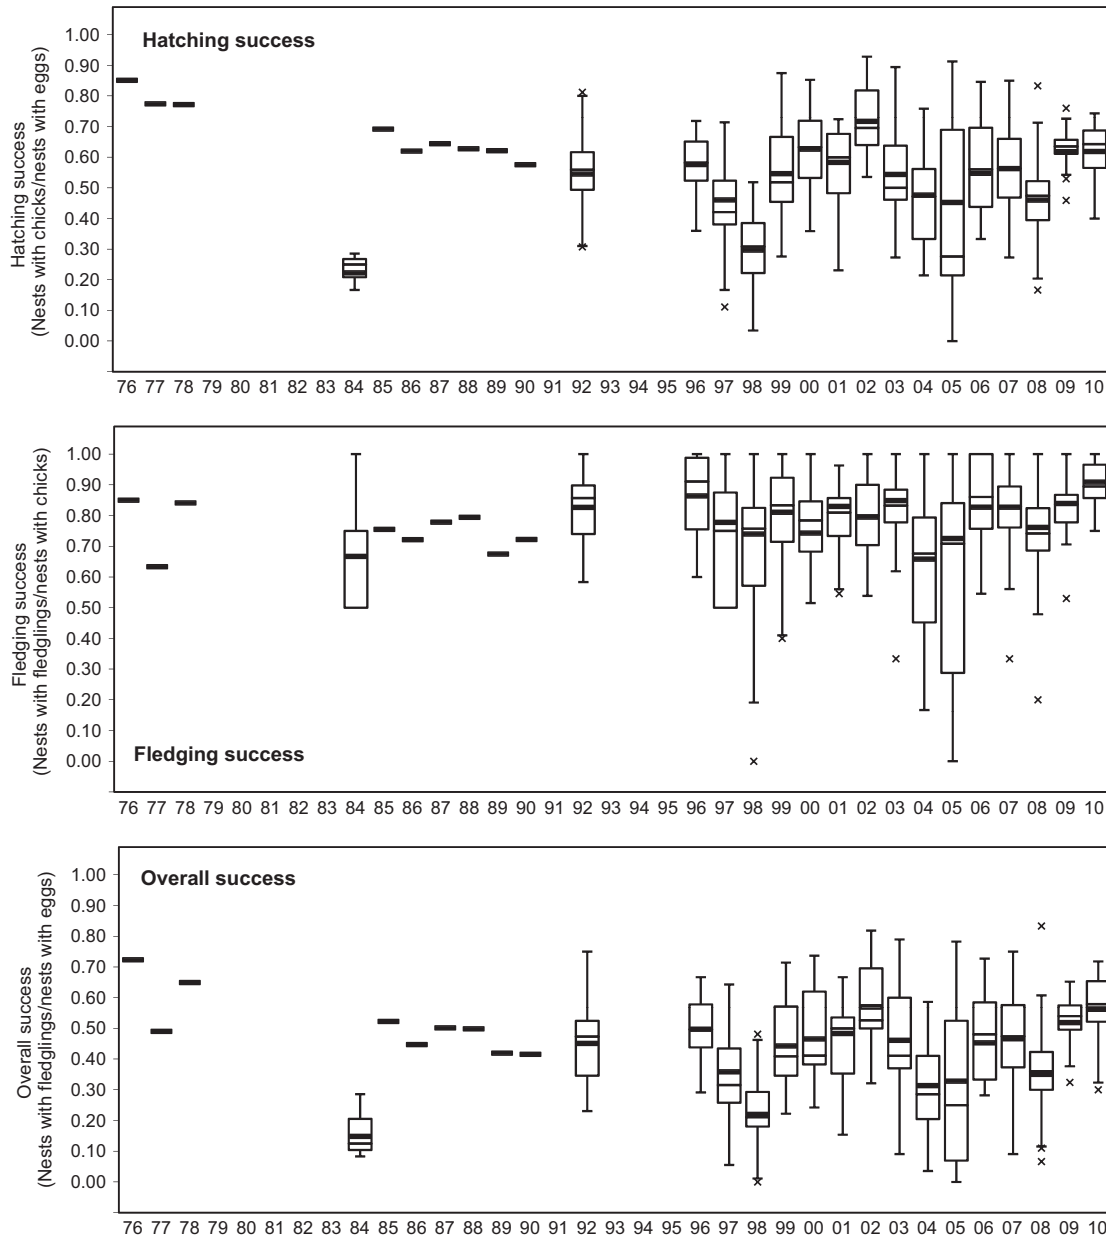 Hatching success
Hatching success
(Nests with chicks/nests with eggs)
1.00
0.90
0.80
0.70
0.60
0.50
0.40
0.30
0.20
0.10
0.00
76 77 78 79 80 81 82 83 84 85 86 87 88 89 90 91 92 93 94 95 96 97 98 99 00 01 02 03 04 05 06 07 08 09 10
Fledging success
(Nests with fledglings/nests with chicks)
1.00
0.90
0.80
0.70
0.60
0.50
0.40
0.30
0.20
0.10
0.00
Fledging success
76 77 78 79 80 81 82 83 84 85 86 87 88 89 90 91 92 93 94 95 96 97 98 99 00 01 02 03 04 05 06 07 08 09 10
Overall success
Overall success
(Nests with fledglings/nests with eggs)
1.00
0.90
0.80
0.70
0.60
0.50
0.40
0.30
0.20
0.10
0.00
76 77 78 79 80 81 82 83 84 85 86 87 88 89 90 91 92 93 94 95 96 97 98 99 00 01 02 03 04 05 06 07 08 09 10